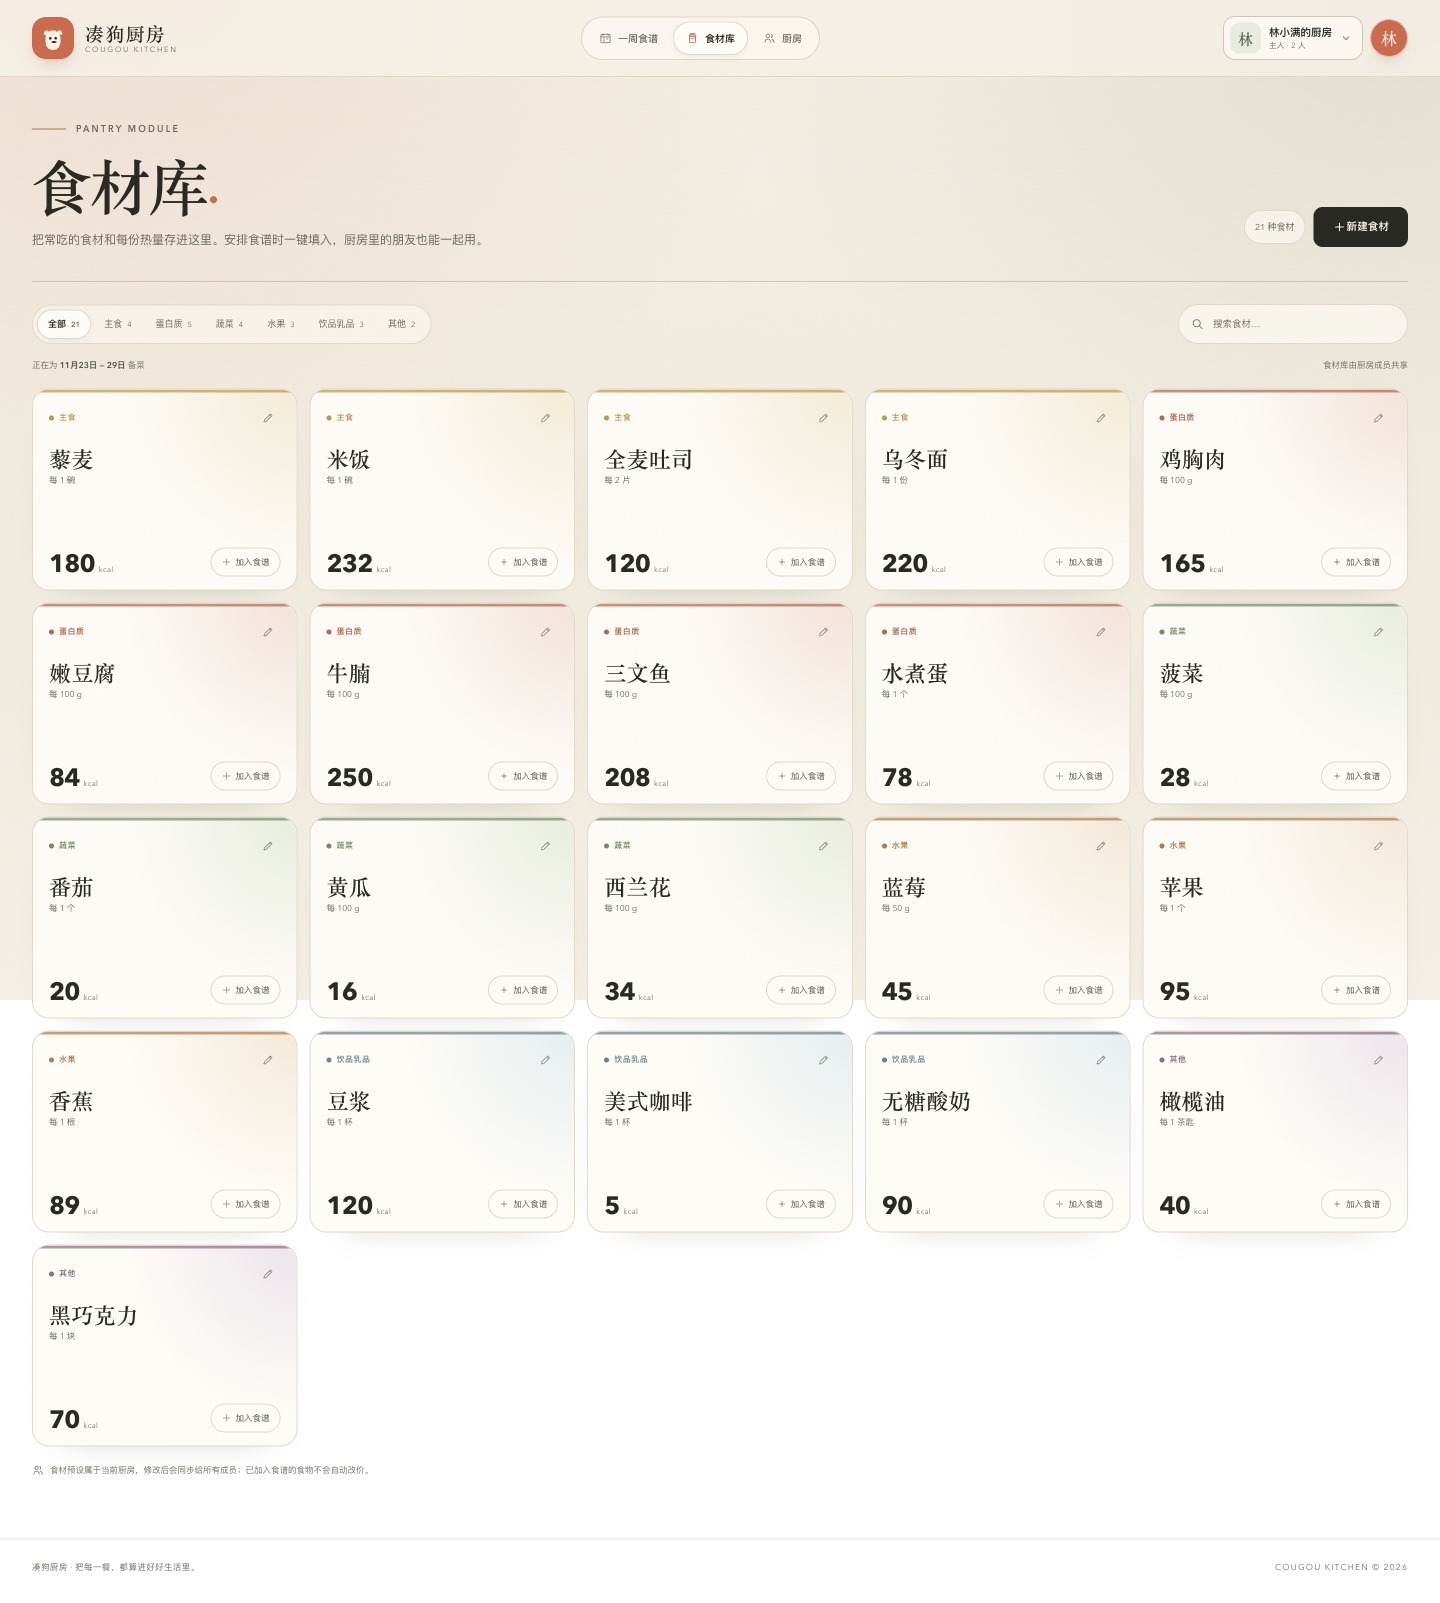 凑狗厨房
COUGOU KITCHEN
一周食谱
食材库
厨房
林
林小满的厨房
主人 · 2 人
林
PANTRY MODULE
食材库.
把常吃的食材和每份热量存进这里。安排食谱时一键填入，厨房里的朋友也能一起用。
21 种食材
＋新建食材
全部 21
主食 4
蛋白质 5
蔬菜 4
水果 3
饮品乳品 3
其他 2
搜索食材...
正在为 11月23日 – 29日 备菜
食材库由厨房成员共享
主食
藜麦
每 1 碗
180 kcal
＋ 加入食谱
主食
米饭
每 1 碗
232 kcal
＋ 加入食谱
主食
全麦吐司
每 2 片
120 kcal
＋ 加入食谱
主食
乌冬面
每 1 份
220 kcal
＋ 加入食谱
蛋白质
鸡胸肉
每 100 g
165 kcal
＋ 加入食谱
蛋白质
嫩豆腐
每 100 g
84 kcal
＋ 加入食谱
蛋白质
牛腩
每 100 g
250 kcal
＋ 加入食谱
蛋白质
三文鱼
每 100 g
208 kcal
＋ 加入食谱
蛋白质
水煮蛋
每 1 个
78 kcal
＋ 加入食谱
蔬菜
菠菜
每 100 g
28 kcal
＋ 加入食谱
蔬菜
番茄
每 1 个
20 kcal
＋ 加入食谱
蔬菜
黄瓜
每 100 g
16 kcal
＋ 加入食谱
蔬菜
西兰花
每 100 g
34 kcal
＋ 加入食谱
水果
蓝莓
每 50 g
45 kcal
＋ 加入食谱
水果
苹果
每 1 个
95 kcal
＋ 加入食谱
水果
香蕉
每 1 根
89 kcal
＋ 加入食谱
饮品乳品
豆浆
每 1 杯
120 kcal
＋ 加入食谱
饮品乳品
美式咖啡
每 1 杯
5 kcal
＋ 加入食谱
饮品乳品
无糖酸奶
每 1 杯
90 kcal
＋ 加入食谱
其他
橄榄油
每 1 茶匙
40 kcal
＋ 加入食谱
其他
黑巧克力
每 1 块
70 kcal
＋ 加入食谱
食材预设属于当前厨房，修改后会同步给所有成员；已加入食谱的食物不会自动改价。
凑狗厨房 · 把每一餐，都算进好好生活里。
COUGOU KITCHEN © 2026